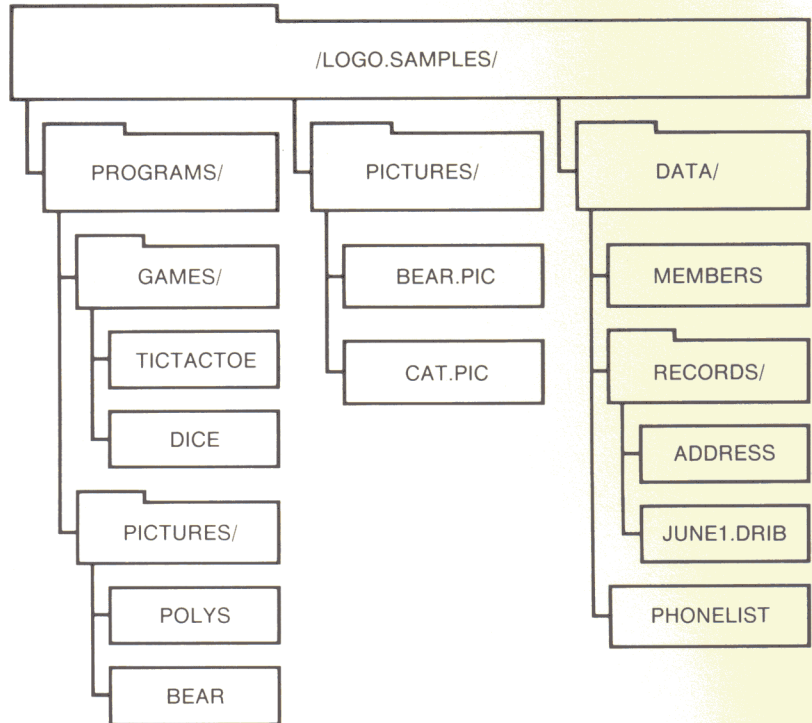 /LOGO.SAMPLES/
PROGRAMS/
GAMES/
TICTACTOE
DICE
PICTURES/
POLYS
BEAR
PICTURES/
BEAR.PIC
CAT.PIC
DATA/
MEMBERS
RECORDS/
ADDRESS
JUNE1.DRIB
PHONELIST